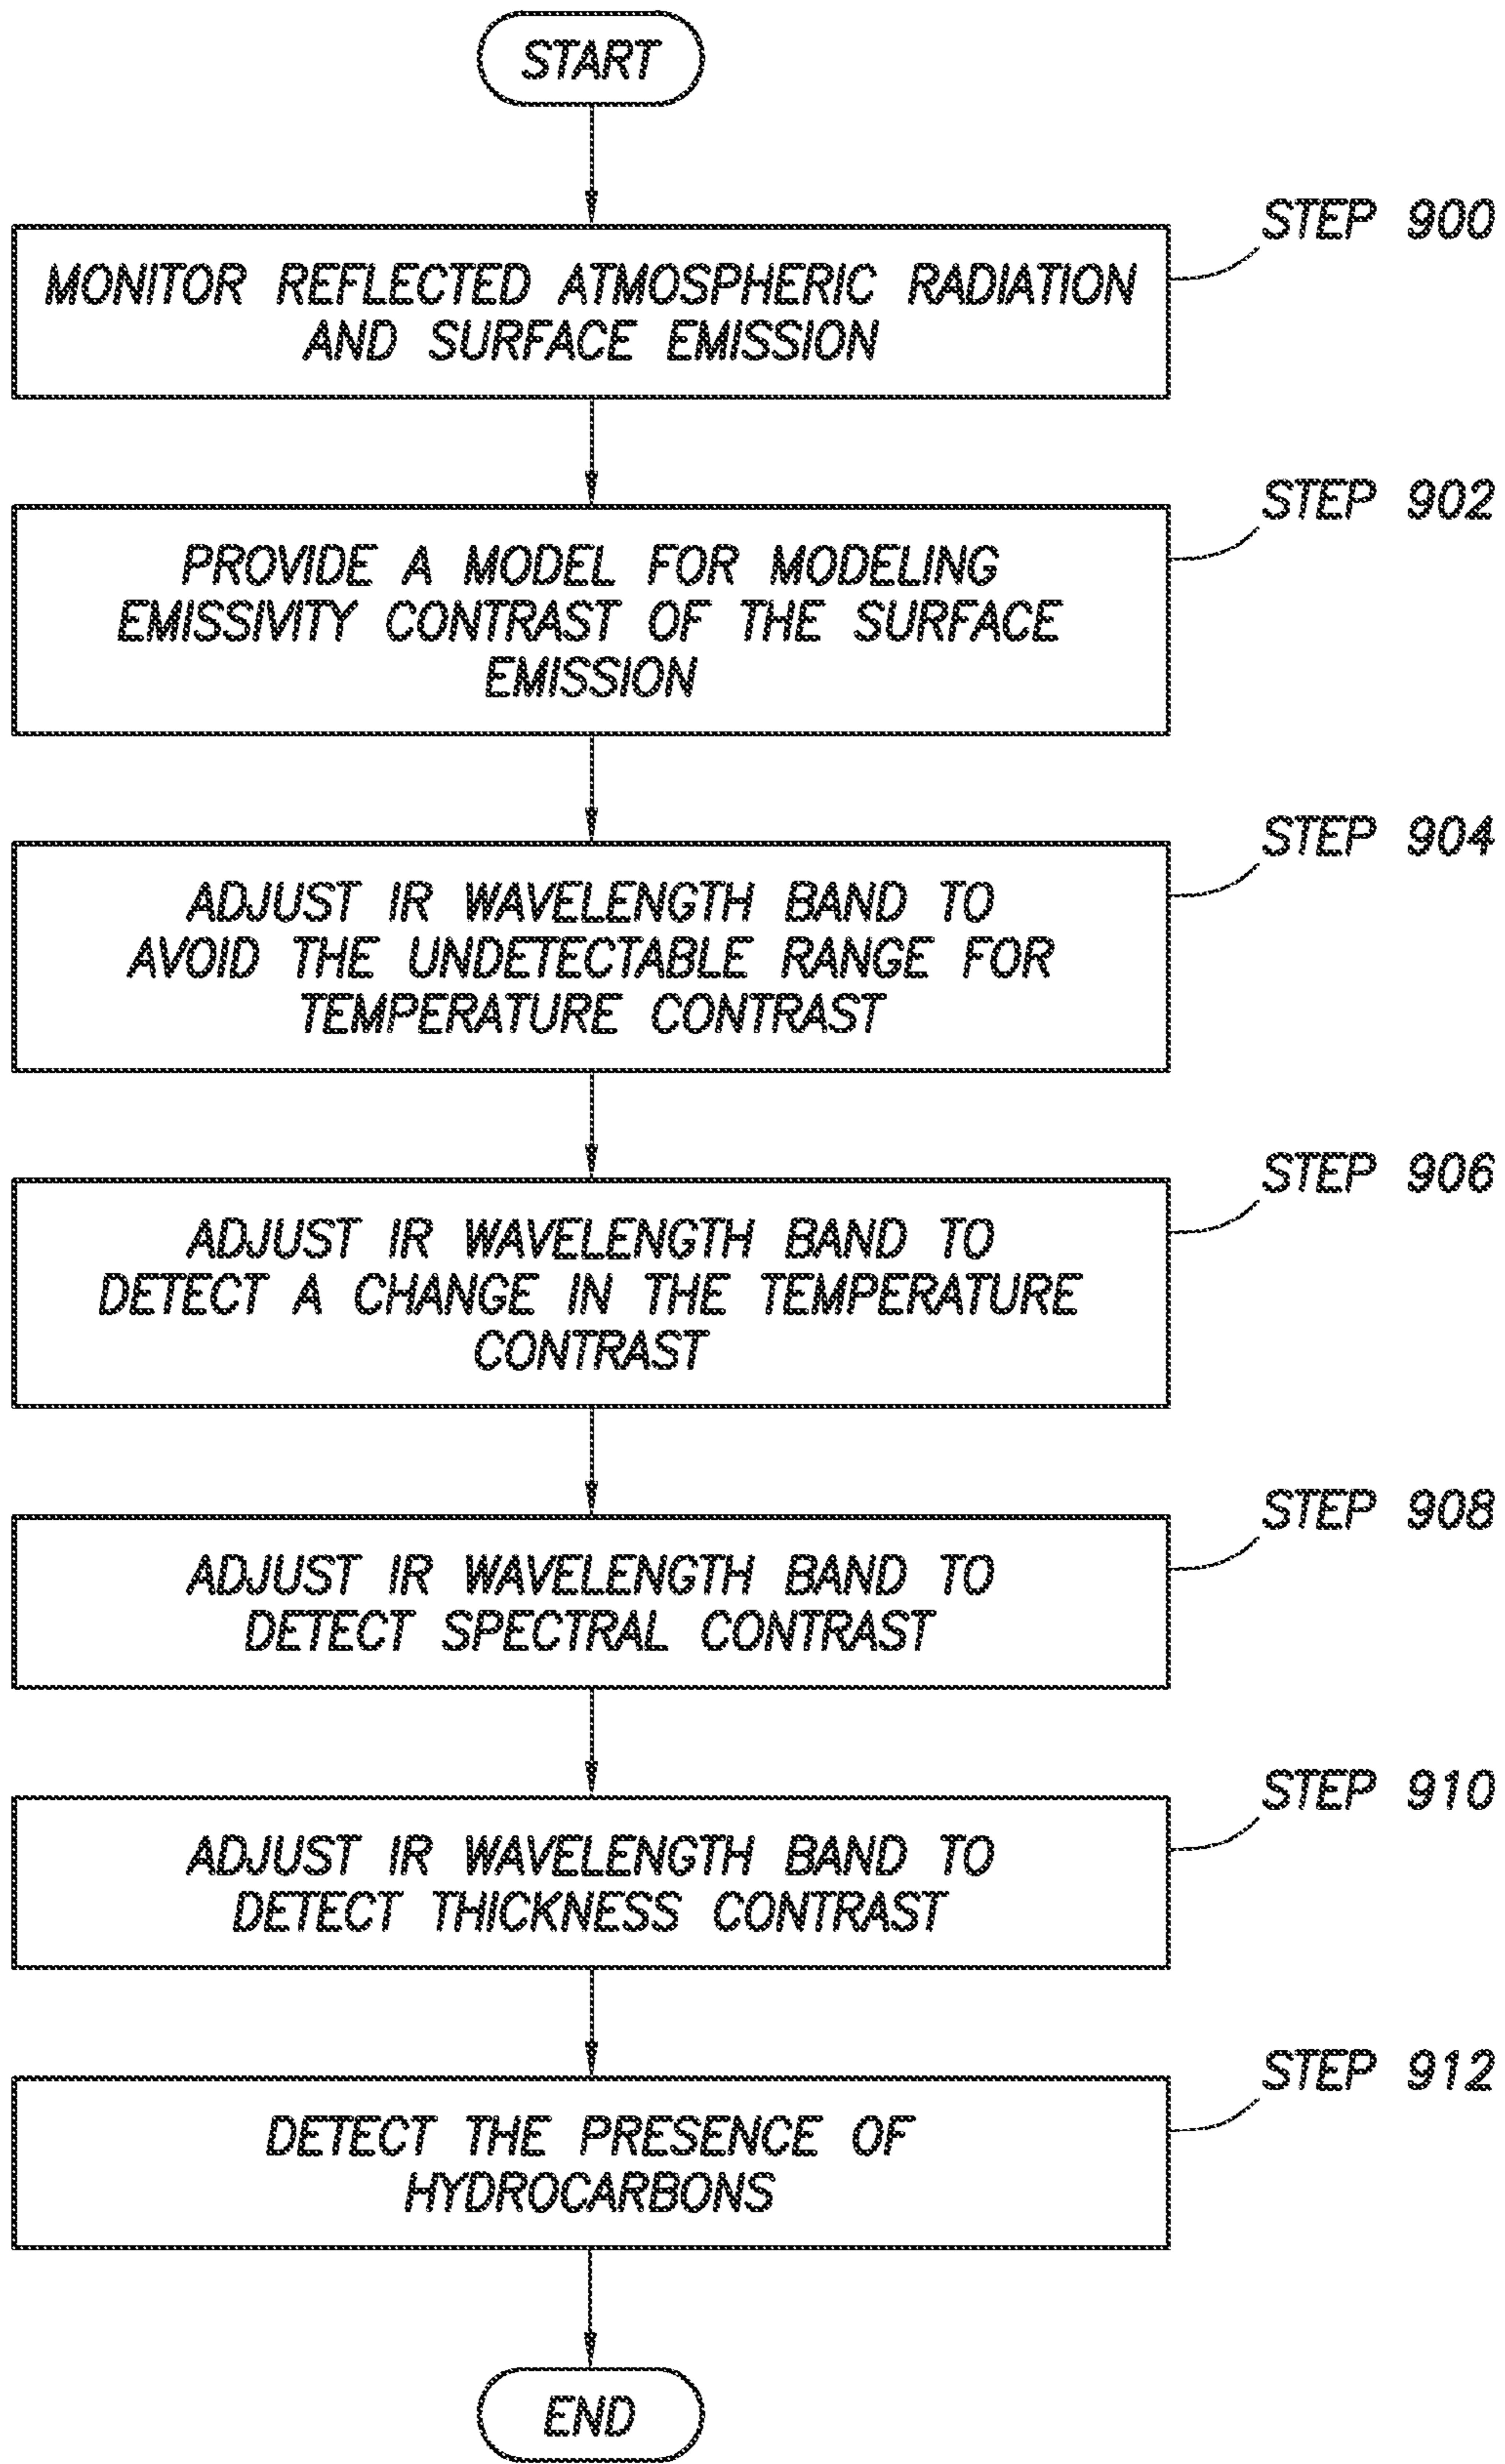 START
STEP 900
MONITOR REFLECTED ATMOSPHERIC RADIATION
AND SURFACE EMISSION
STEP 902
PROVIDE A MODEL FOR MODELING
EMISSIVITY CONTRAST OF THE SURFACE
EMISSION
STEP 904
ADJUST IR WAVELENGTH BAND TO
AVOID THE UNDETECTABLE RANGE FOR
TEMPERATURE CONTRAST
STEP 906
ADJUST IR WAVELENGTH BAND TO
DETECT A CHANGE IN THE TEMPERATURE
CONTRAST
STEP 908
ADJUST IR WAVELENGTH BAND TO
DETECT SPECTRAL CONTRAST
STEP 910
ADJUST IR WAVELENGTH BAND TO
DETECT THICKNESS CONTRAST
STEP 912
DETECT THE PRESENCE OF
HYDROCARBONS
END